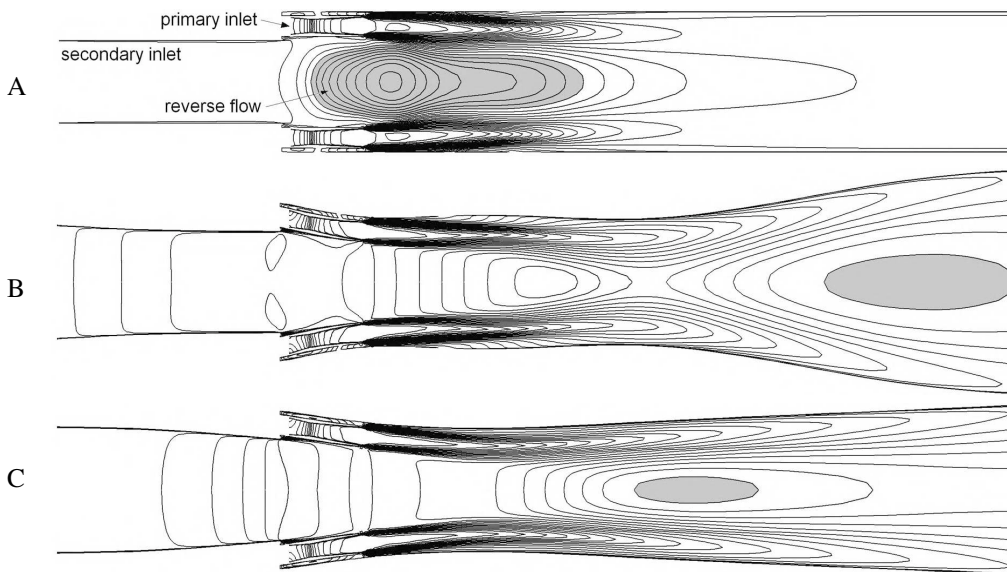 primary inlet
secondary inlet
A
reverse flow
B
C